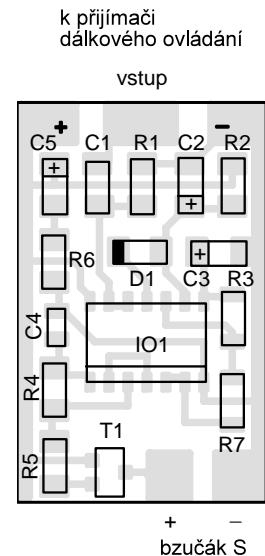 k přijímači
dálkového ovládání
vstup
+ −
C5 C1 R1 C2 R2
+ +
R6 D1 + C3 R3
C4 IO1
R4
R7
R5 T1
+ −
bzučák S